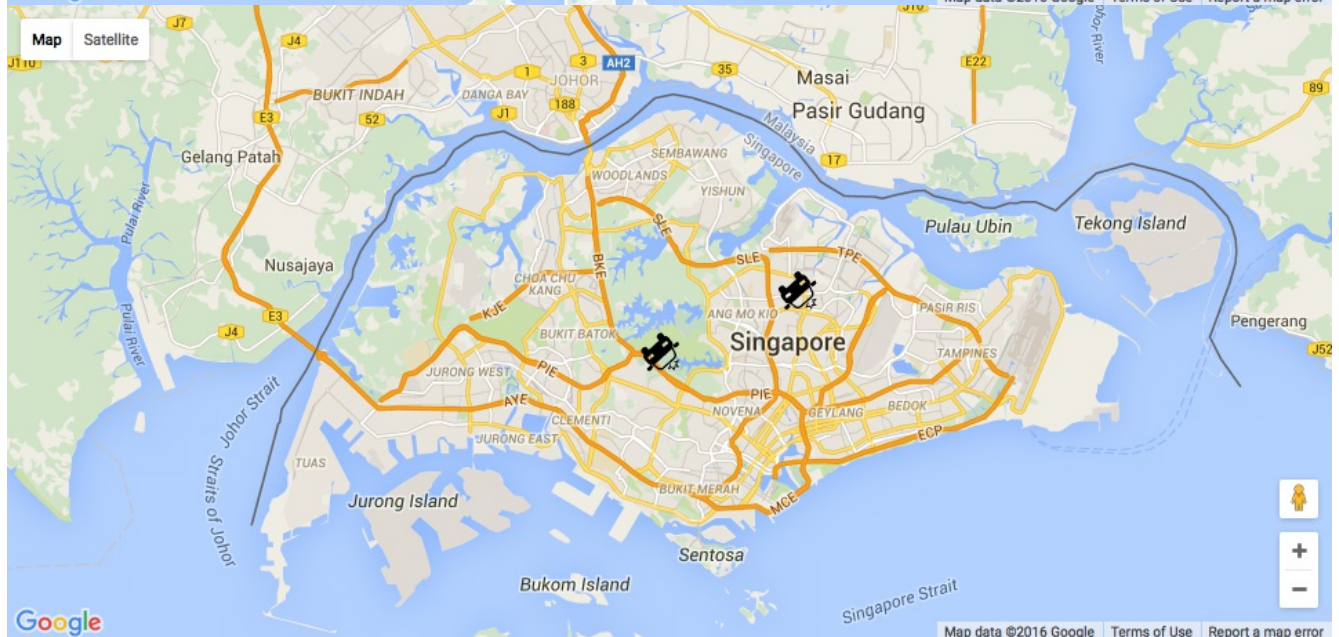 Map data ©2016 Google Terms of Use Report a map error
Map Satellite
J7
J4
J110
BUKIT INDAH
E3
52
Gelang Patah
Pulai River
Pulai River
Nusajaya
E3
J4
DANGA BAY
J1
1
3
AH2
JOHOR
188
35
Masai
Pasir Gudang
J10
E22
17
Malaysia
Singapore
Johor River
89
Pengerang
J52
SEMBAWANG
WOODLANDS
YISHUN
SLE
SLE
TPE
BKE
KJE
CHOA CHU
KANG
BUKIT BATOK
ANG MO KIO
Singapore
Pulau Ubin
Tekong Island
PASIR RIS
TAMPINES
JURONG WEST
PIE
AYE
CLEMENTI
JURONG EAST
PIE
NOVENA
GEYLANG
BEDOK
ECP
BUKIT MERAH
MCE
TUAS
Jurong Island
Johor Strait
Straits of Johor
Sentosa
Bukom Island
Singapore Strait
+
−
Google
Map data ©2016 Google Terms of Use Report a map error